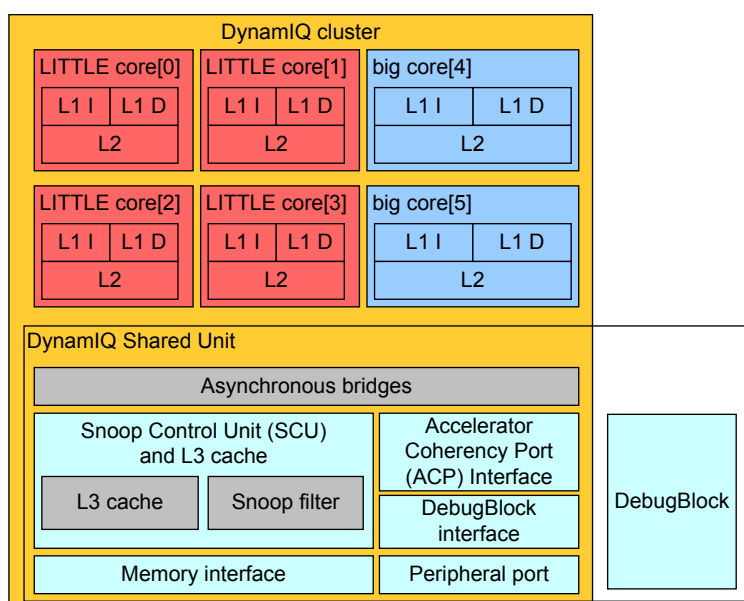 DynamIQ cluster
LITTLE core[0]
L1 I
L1 D
L2
LITTLE core[1]
L1 I
L1 D
L2
big core[4]
L1 I
L1 D
L2
LITTLE core[2]
L1 I
L1 D
L2
LITTLE core[3]
L1 I
L1 D
L2
big core[5]
L1 I
L1 D
L2
DynamIQ Shared Unit
Asynchronous bridges
Snoop Control Unit (SCU)
and L3 cache
L3 cache
Snoop filter
Accelerator
Coherency Port
(ACP) Interface
DebugBlock
interface
Memory interface
Peripheral port
DebugBlock